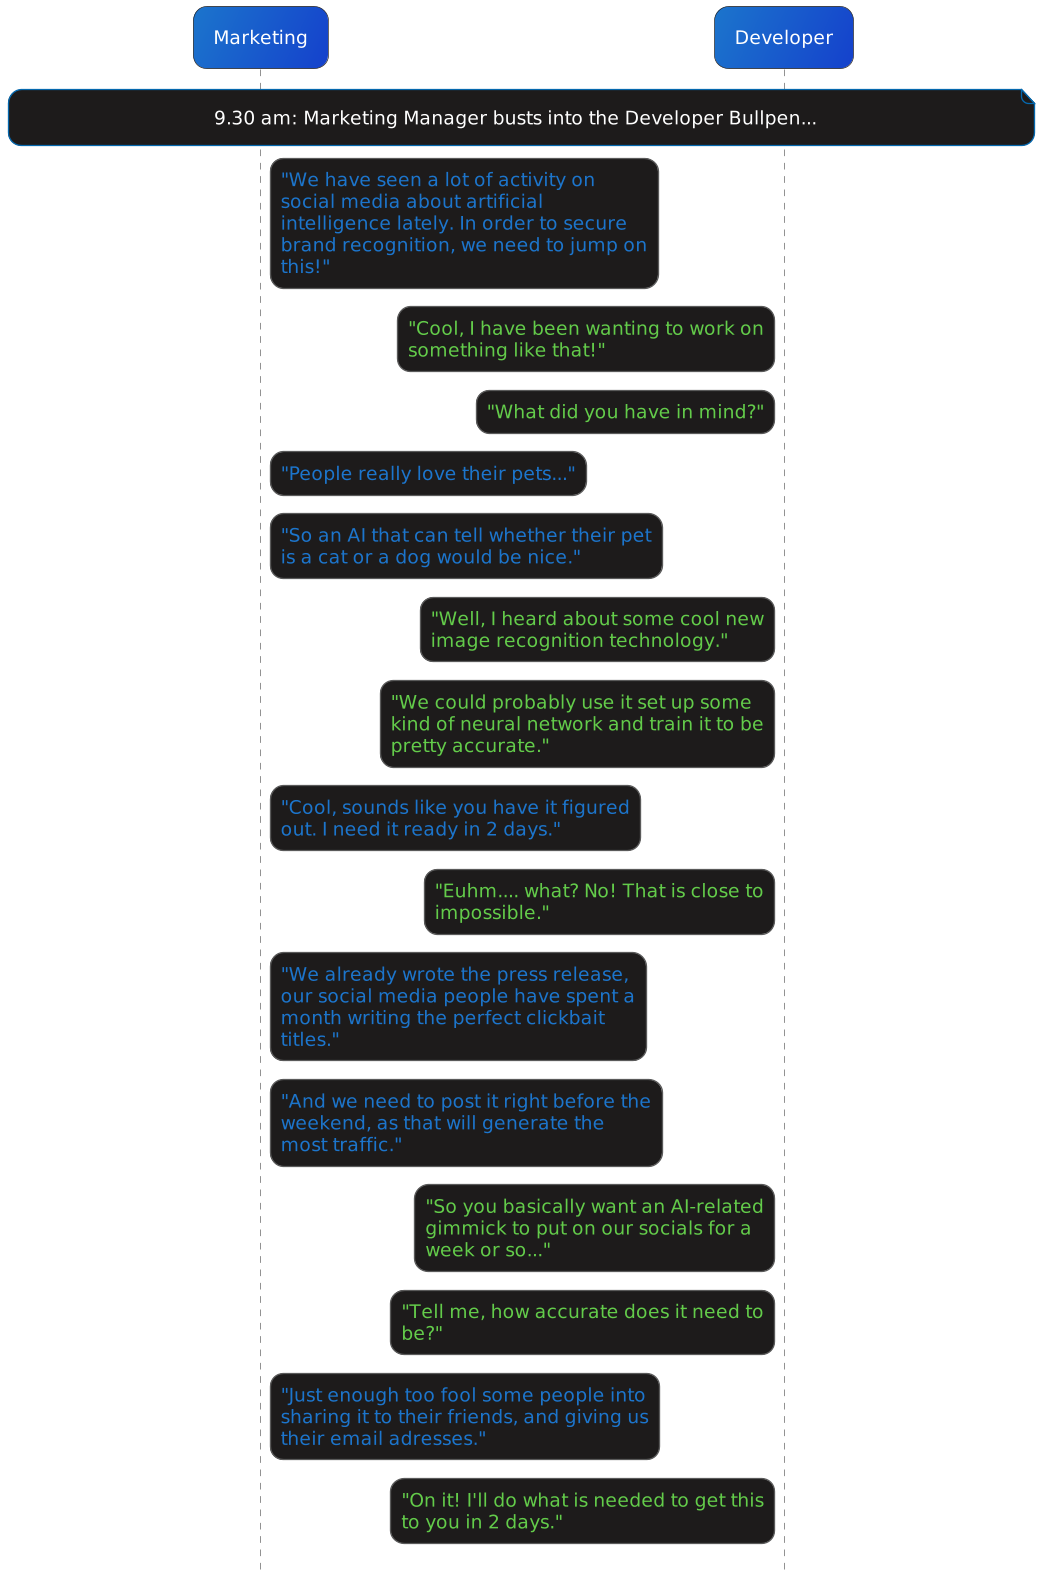 Marketing
Developer
9.30 am: Marketing Manager busts into the Developer Bullpen...
"We have seen a lot of activity on
social media about artificial
intelligence lately. In order to secure
brand recognition, we need to jump on
this!"
"Cool, I have been wanting to work on
something like that!"
"What did you have in mind?"
"People really love their pets..."
"So an AI that can tell whether their pet
is a cat or a dog would be nice."
"Well, I heard about some cool new
image recognition technology."
"We could probably use it set up some
kind of neural network and train it to be
pretty accurate."
"Cool, sounds like you have it figured
out. I need it ready in 2 days."
"Euhm.... what? No! That is close to
impossible."
"We already wrote the press release,
our social media people have spent a
month writing the perfect clickbait
titles."
"And we need to post it right before the
weekend, as that will generate the
most traffic."
"So you basically want an AI-related
gimmick to put on our socials for a
week or so..."
"Tell me, how accurate does it need to
be?"
"Just enough too fool some people into
sharing it to their friends, and giving us
their email adresses."
"On it! I'll do what is needed to get this
to you in 2 days."